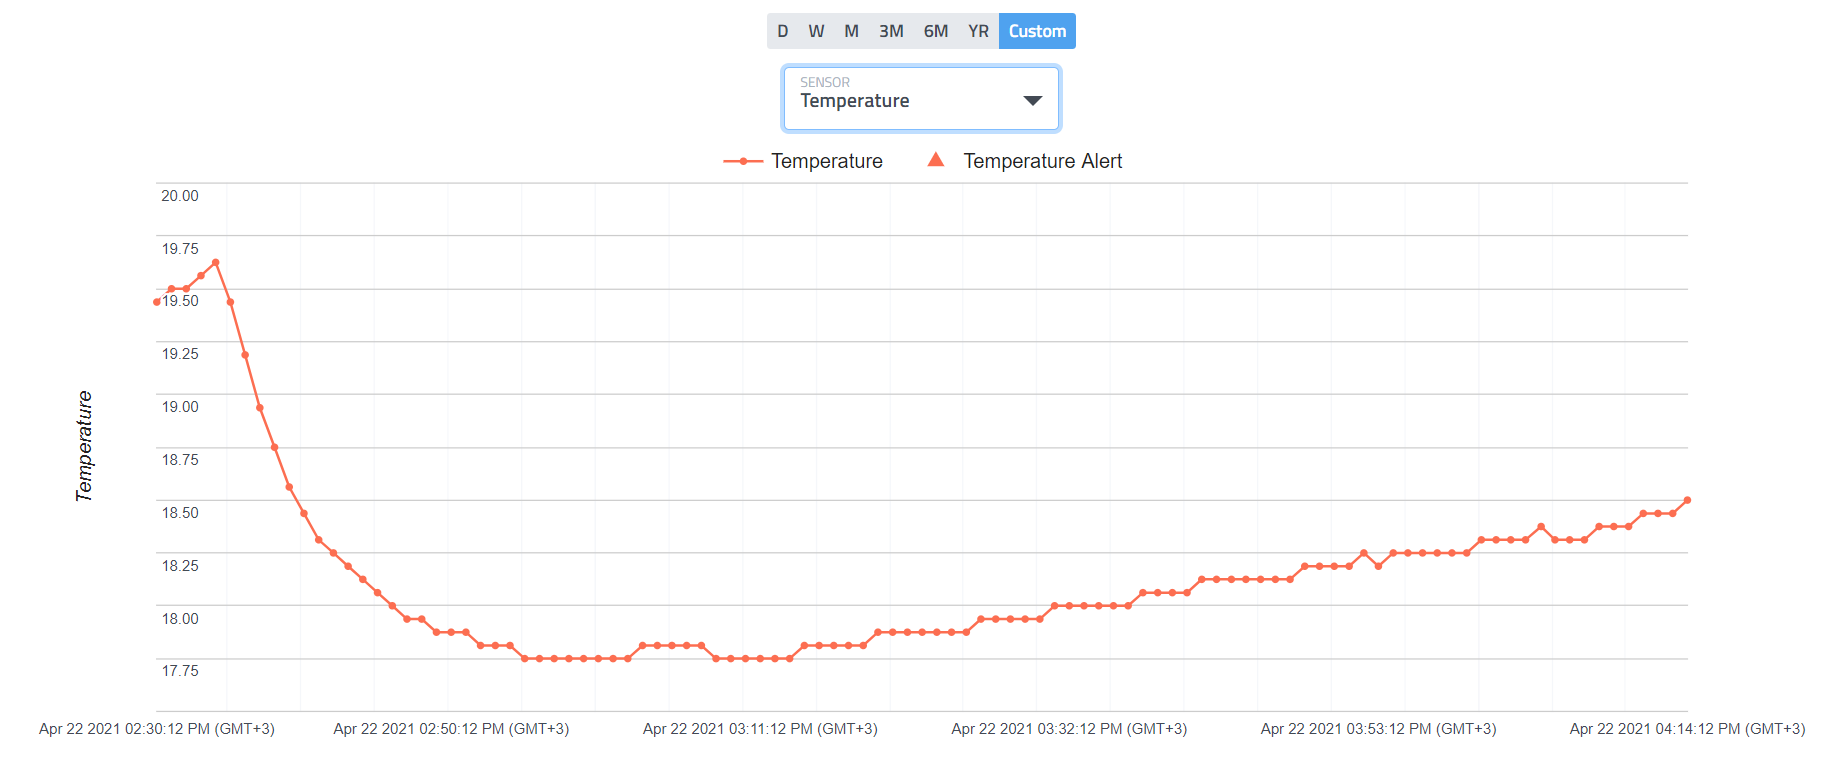 D W M 3M 6M YR Custom
SENSOR
Temperature
Temperature Temperature Alert
20.00
19.75
19.50
19.25
19.00
18.75
18.50
18.25
18.00
17.75
Temperature
Apr 22 2021 02:30:12 PM (GMT+3) Apr 22 2021 02:50:12 PM (GMT+3) Apr 22 2021 03:11:12 PM (GMT+3) Apr 22 2021 03:32:12 PM (GMT+3) Apr 22 2021 03:53:12 PM (GMT+3) Apr 22 2021 04:14:12 PM (GMT+3)